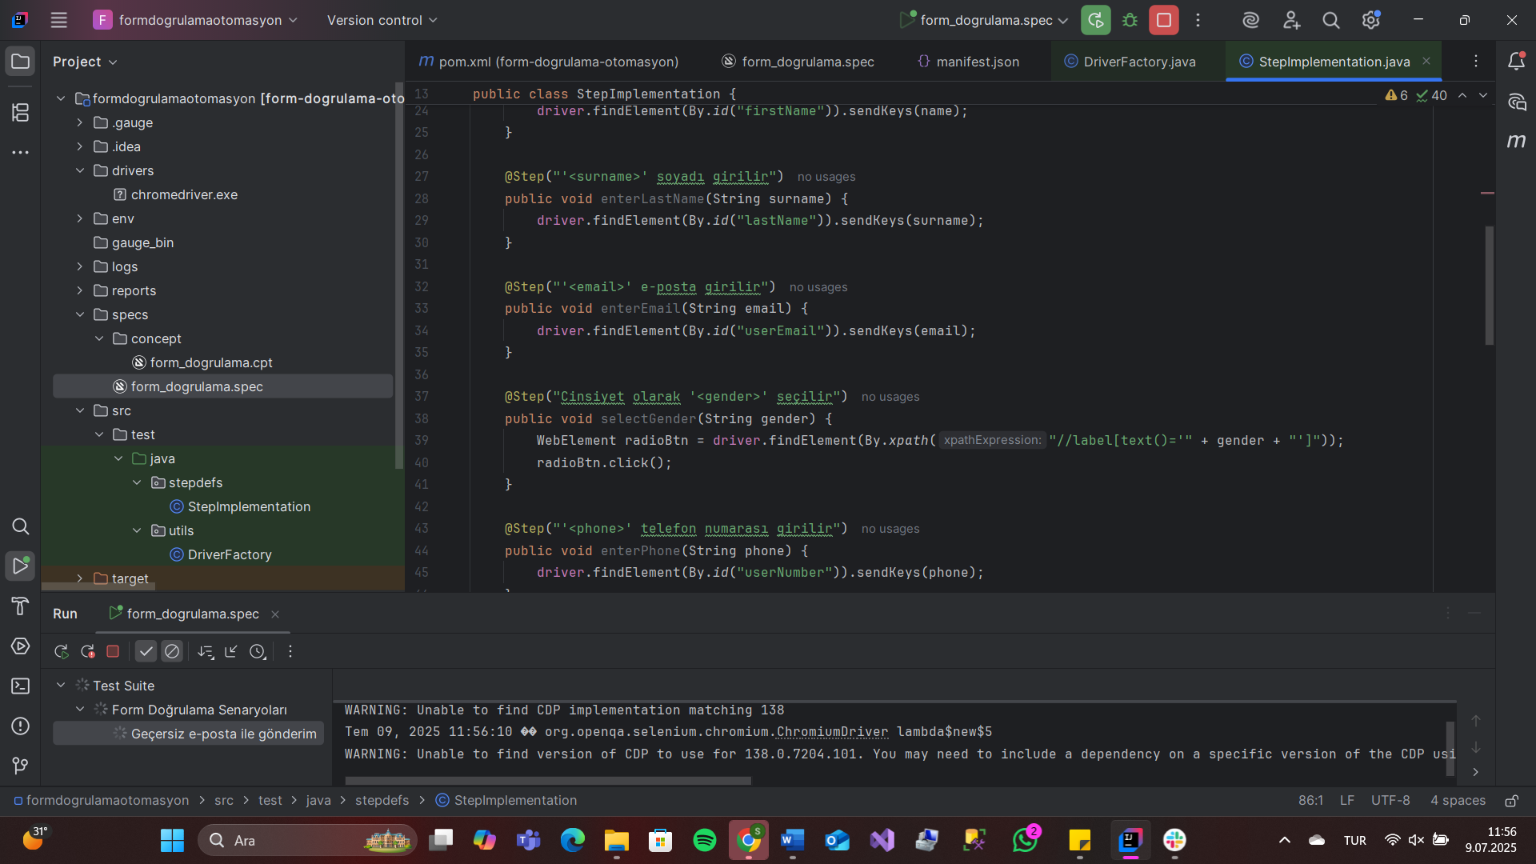 F formdogrulamaotomasyon Version control form_dogrulama.spec
Project
pom.xml (form-dogrulama-otomasyon) form_dogrulama.spec manifest.json DriverFactory.java StepImplementation.java
formdogrulamaotomasyon [form-dogrulama-oto
.gauge
.idea
drivers
chromedriver.exe
env
gauge_bin
logs
reports
specs
concept
form_dogrulama.cpt
form_dogrulama.spec
src
test
java
stepdefs
StepImplementation
utils
DriverFactory
target
6 40
13 public class StepImplementation {
24 driver.findElement(By.id("firstName")).sendKeys(name);
25 }
26
27 @Step("'<surname>' soyadı girilir") no usages
28 public void enterLastName(String surname) {
29 driver.findElement(By.id("lastName")).sendKeys(surname);
30 }
31
32 @Step("'<email>' e-posta girilir") no usages
33 public void enterEmail(String email) {
34 driver.findElement(By.id("userEmail")).sendKeys(email);
35 }
36
37 @Step("Cinsiyet olarak '<gender>' seçilir") no usages
38 public void selectGender(String gender) {
39 WebElement radioBtn = driver.findElement(By.xpath( xpathExpression: "//label[text()='" + gender + "']"));
40 radioBtn.click();
41 }
42
43 @Step("'<phone>' telefon numarası girilir") no usages
44 public void enterPhone(String phone) {
45 driver.findElement(By.id("userNumber")).sendKeys(phone);
Run form_dogrulama.spec
Test Suite
Form Doğrulama Senaryoları
Geçersiz e-posta ile gönderim
WARNING: Unable to find CDP implementation matching 138
Tem 09, 2025 11:56:10 �� org.openqa.selenium.chromium.ChromiumDriver lambda$new$5
WARNING: Unable to find version of CDP to use for 138.0.7204.101. You may need to include a dependency on a specific version of the CDP usi
formdogrulamaotomasyon > src > test > java > stepdefs > StepImplementation
86:1 LF UTF-8 4 spaces
31°
Ara
2
TUR
11:56
9.07.2025